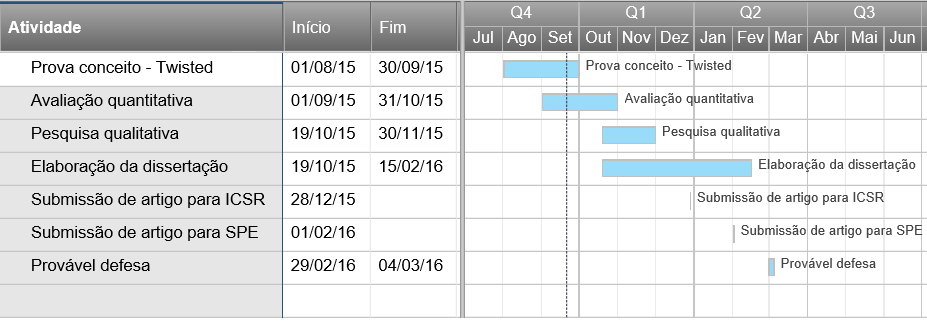 Atividade Início Fim Q4 Q1 Q2 Q3
Jul Ago Set Out Nov Dez Jan Fev Mar Abr Mai Jun
Prova conceito - Twisted 01/08/15 30/09/15 Prova conceito - Twisted
Avaliação quantitativa 01/09/15 31/10/15 Avaliação quantitativa
Pesquisa qualitativa 19/10/15 30/11/15 Pesquisa qualitativa
Elaboração da dissertação 19/10/15 15/02/16 Elaboração da dissertação
Submissão de artigo para ICSR 28/12/15 Submissão de artigo para ICSR
Submissão de artigo para SPE 01/02/16 Submissão de artigo para SPE
Provável defesa 29/02/16 04/03/16 Provável defesa